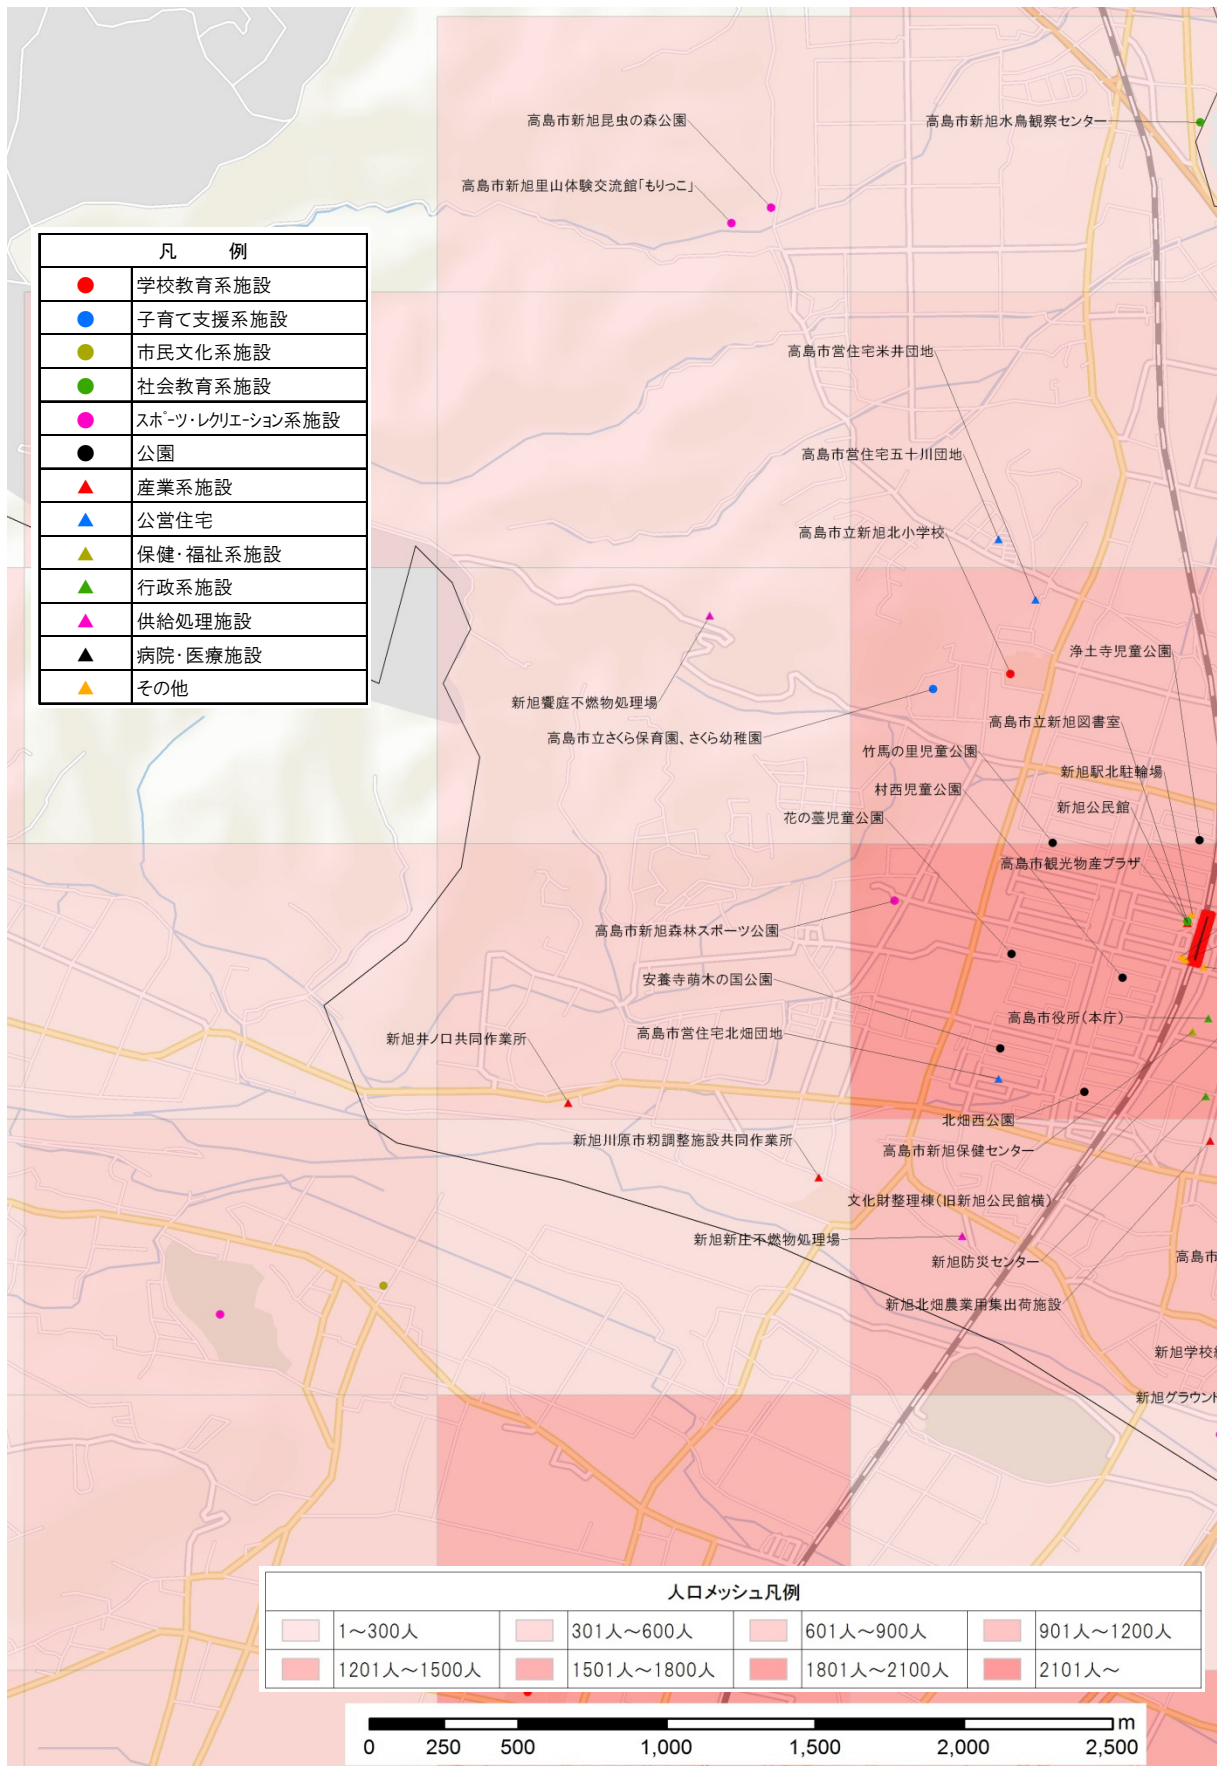 高島市新旭昆虫の森公園
高島市新旭水鳥観察センター
高島市新旭里山体験交流館「もりっこ」
凡 例
学校教育系施設
子育て支援系施設
市民文化系施設
社会教育系施設
スポーツ・レクリエーション系施設
公園
産業系施設
公営住宅
保健・福祉系施設
行政系施設
供給処理施設
病院・医療施設
その他
高島市営住宅米井団地
高島市営住宅五十川団地
高島市立新旭北小学校
浄土寺児童公園
新旭饗庭不燃物処理場
高島市立新旭図書室
高島市立さくら保育園、さくら幼稚園
竹馬の里児童公園
新旭駅北駐輪場
村西児童公園
新旭公民館
花の薹児童公園
高島市観光物産プラザ
高島市新旭森林スポーツ公園
安養寺萌木の国公園
高島市役所(本庁)
高島市営住宅北畑団地
新旭井ノ口共同作業所
北畑西公園
新旭川原市籾調整施設共同作業所
高島市新旭保健センター
文化財整理棟(旧新旭公民館横)
新旭新庄不燃物処理場
高島市
新旭防災センター
新旭北畑農業用集出荷施設
新旭学校
新旭グラウンド
人口メッシュ凡例
1～300人 301人～600人 601人～900人 901人～1200人
1201人～1500人 1501人～1800人 1801人～2100人 2101人～
m
0 250 500 1,000 1,500 2,000 2,500